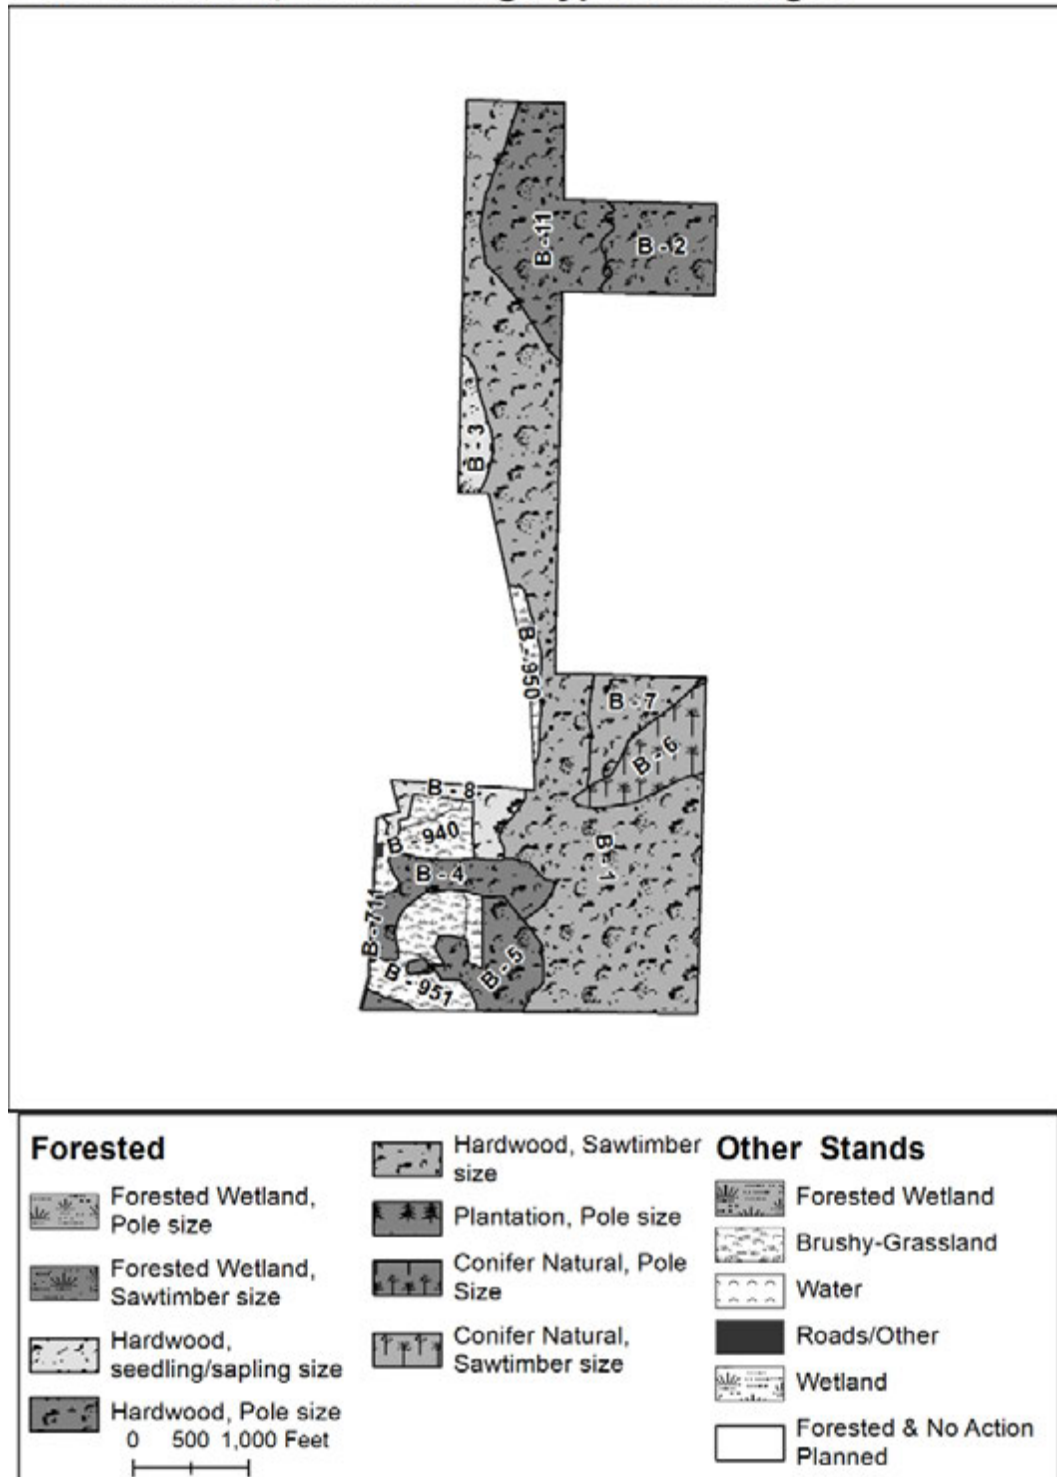 B - 11
B - 2
B - 3
B - 950
B - 7
B - 6
B - 8
B - 940
B - 1
B - 4
B - 711
B - 5
B - 951
Forested
Forested Wetland,
Pole size
Forested Wetland,
Sawtimber size
Hardwood,
seedling/sapling size
Hardwood, Pole size
0 500 1,000 Feet
Hardwood, Sawtimber
size
Plantation, Pole size
Conifer Natural, Pole
Size
Conifer Natural,
Sawtimber size
Other Stands
Forested Wetland
Brushy-Grassland
Water
Roads/Other
Wetland
Forested & No Action
Planned